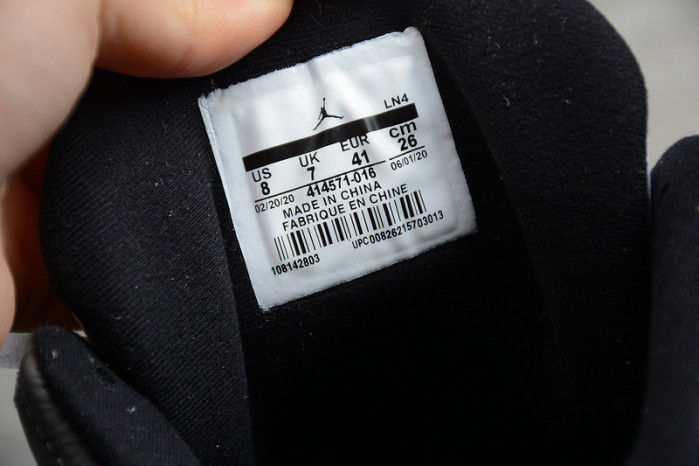 LN4
US UK EUR cm
8 7 41 26
02/20/20 414571-016 06/01/20
MADE IN CHINA
FABRIQUE EN CHINE
108142803 UPC00826215703013